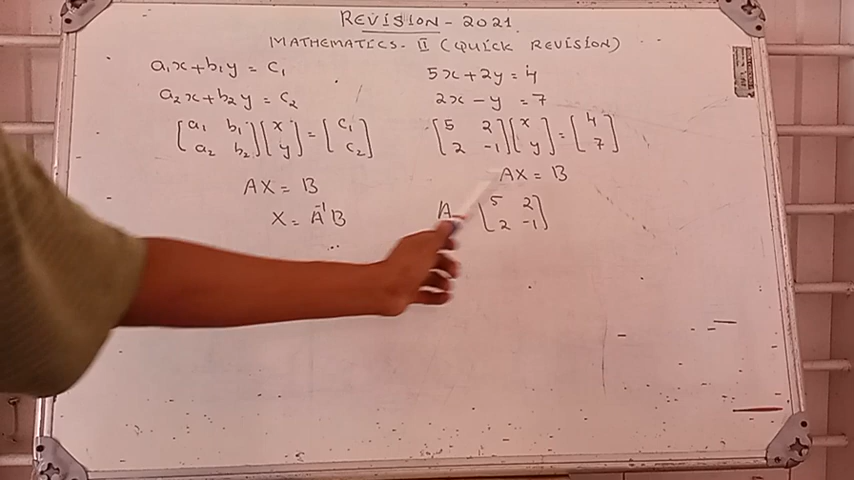 REVISION - 2021
MATHEMATICS - II (QUICK REVISION)
a₁x + b₁y = c₁
a₂x + b₂y = c₂
[a₁ b₁
a₂ b₂] [x
y] = [c₁
c₂]
AX = B
X = A⁻¹B
5x + 2y = 4
2x - y = 7
[5 2
2 -1] [x
y] = [4
7]
AX = B
A [5 2
2 -1]